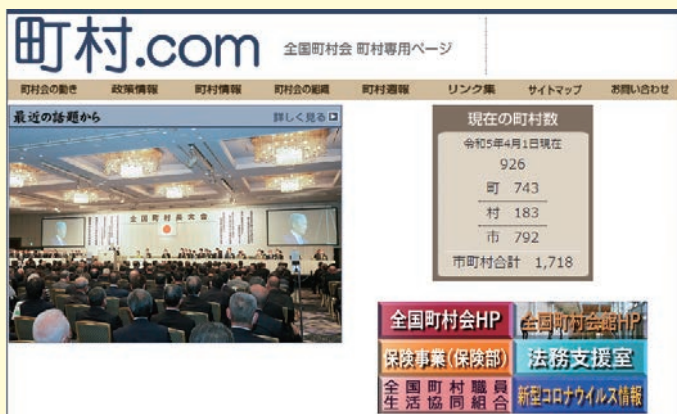 町村.com 全国町村会 町村専用ページ
町村会の動き 政策情報 町村情報 町村会の組織 町村週報 リンク集 サイトマップ お問い合わせ
最近の話題から 詳しく見る
全国町村長大会
現在の町村数
令和5年4月1日現在
926
町 743
村 183
市 792
市町村合計 1,718
全国町村会HP 全国町村会館HP
保険事業(保険部) 法務支援室
全国町村職員
生活協同組合
新型コロナウイルス情報